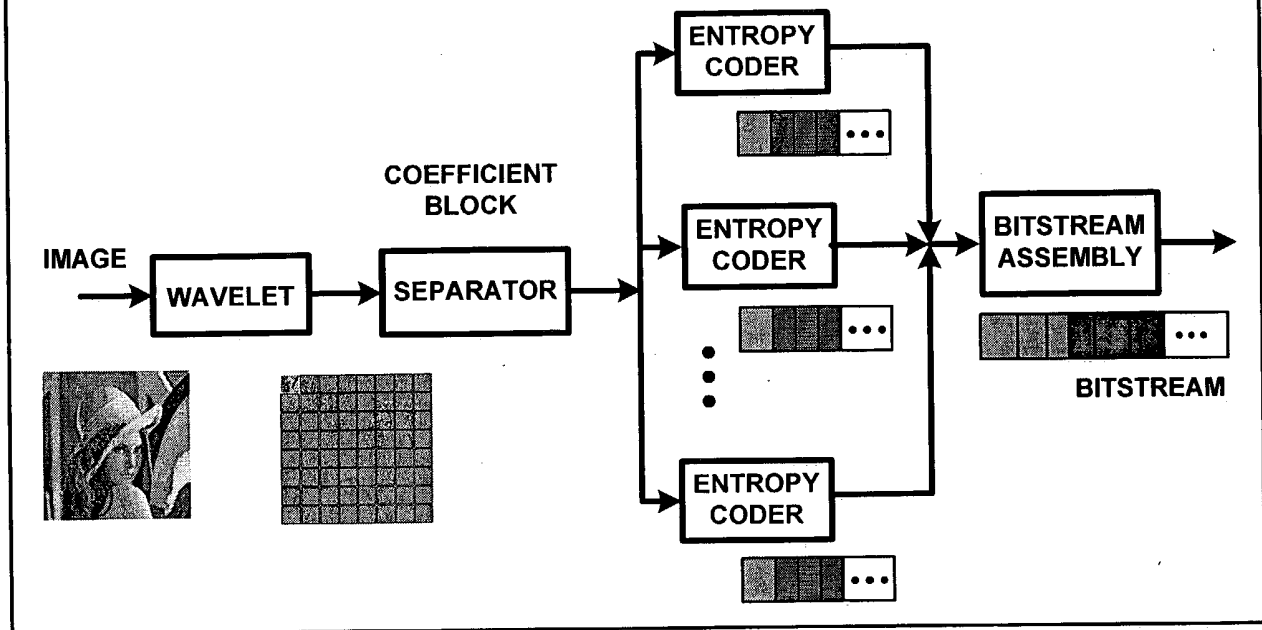 ENTROPY
CODER
COEFFICIENT
BLOCK
IMAGE
WAVELET
SEPARATOR
ENTROPY
CODER
BITSTREAM
ASSEMBLY
BITSTREAM
ENTROPY
CODER